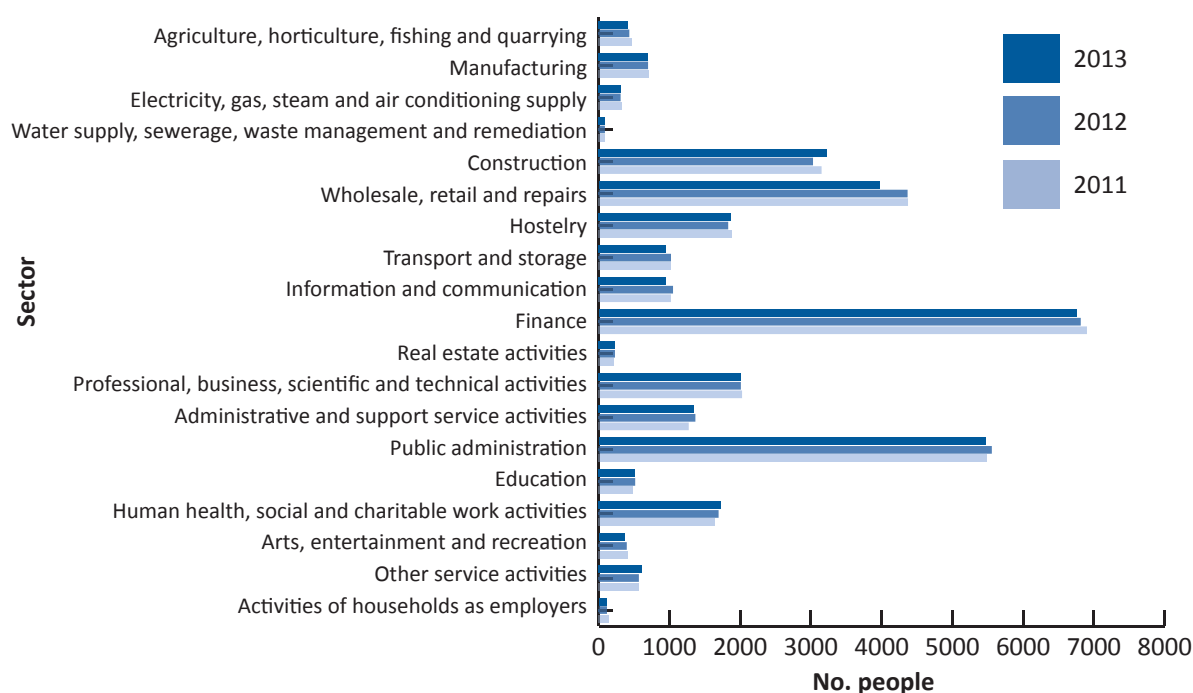 Agriculture, horticulture, fishing and quarrying
Manufacturing
Electricity, gas, steam and air conditioning supply
Water supply, sewerage, waste management and remediation
Construction
Wholesale, retail and repairs
Hostelry
Transport and storage
Information and communication
Finance
Real estate activities
Professional, business, scientific and technical activities
Administrative and support service activities
Public administration
Education
Human health, social and charitable work activities
Arts, entertainment and recreation
Other service activities
Activities of households as employers
Sector
2013
2012
2011
0 1000 2000 3000 4000 5000 6000 7000 8000
No. people